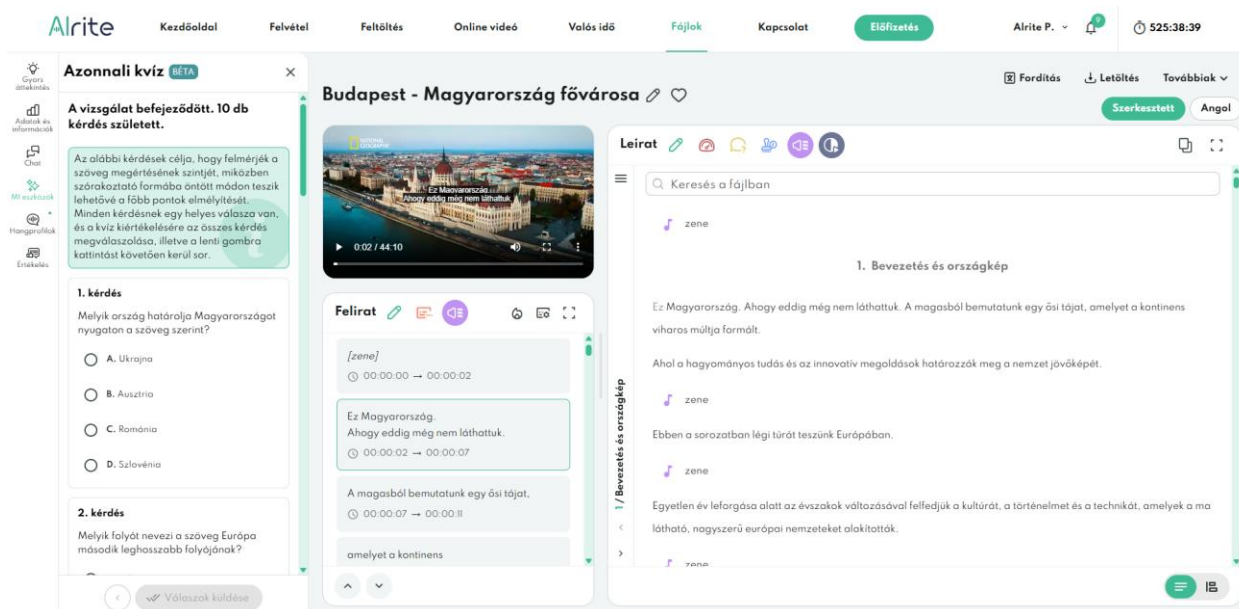 Alrite
Kezdőoldal
Felvétel
Feltöltés
Online videó
Valós idő
Fájlok
Kapcsolat
Előfizetés
Alrite P.
9
525:38:39
Gyors
áttekintés
Adatok és
információk
Chat
MI eszközök
Hangprofilok
Értékelés
Azonnali kvíz BÉTA
A vizsgálat befejeződött. 10 db
kérdés született.
Az alábbi kérdések célja, hogy felmérjék a
szöveg megértésének szintjét, miközben
szórakoztató formába öntött módon teszik
lehetővé a főbb pontok elmélyítését.
Minden kérdésnek egy helyes válasza van,
és a kvíz kiértékelésére az összes kérdés
megválaszolása, illetve a lenti gombra
kattintást követően kerül sor.
1. kérdés
Melyik ország határolja Magyarországot
nyugaton a szöveg szerint?
A. Ukrajna
B. Ausztria
C. Románia
D. Szlovénia
2. kérdés
Melyik folyót nevezi a szöveg Európa
második leghosszabb folyójának?
Válaszok küldése
Budapest - Magyarország fővárosa
Fordítás
Letöltés
Továbbiak
Szerkesztett
Angol
NATIONAL
GEOGRAPHIC
Ez Magyarország.
Ahogy eddig még nem láthattuk.
0:02 / 44:10
Felirat
[zene]
00:00:00 → 00:00:02
Ez Magyarország.
Ahogy eddig még nem láthattuk.
00:00:02 → 00:00:07
A magasból bemutatunk egy ősi tájat,
00:00:07 → 00:00:11
amelyet a kontinens
Leirat
Keresés a fájlban
1 / Bevezetés és országkép
zene
1. Bevezetés és országkép
Ez Magyarország. Ahogy eddig még nem láthattuk. A magasból bemutatunk egy ősi tájat, amelyet a kontinens
viharos múltja formált.
Ahol a hagyományos tudás és az innovatív megoldások határozzák meg a nemzet jövőképét.
zene
Ebben a sorozatban légi túrát teszünk Európában.
zene
Egyetlen év leforgása alatt az évszakok változásával felfedjük a kultúrát, a történelmet és a technikát, amelyek a ma
látható, nagyszerű európai nemzeteket alakították.
zene